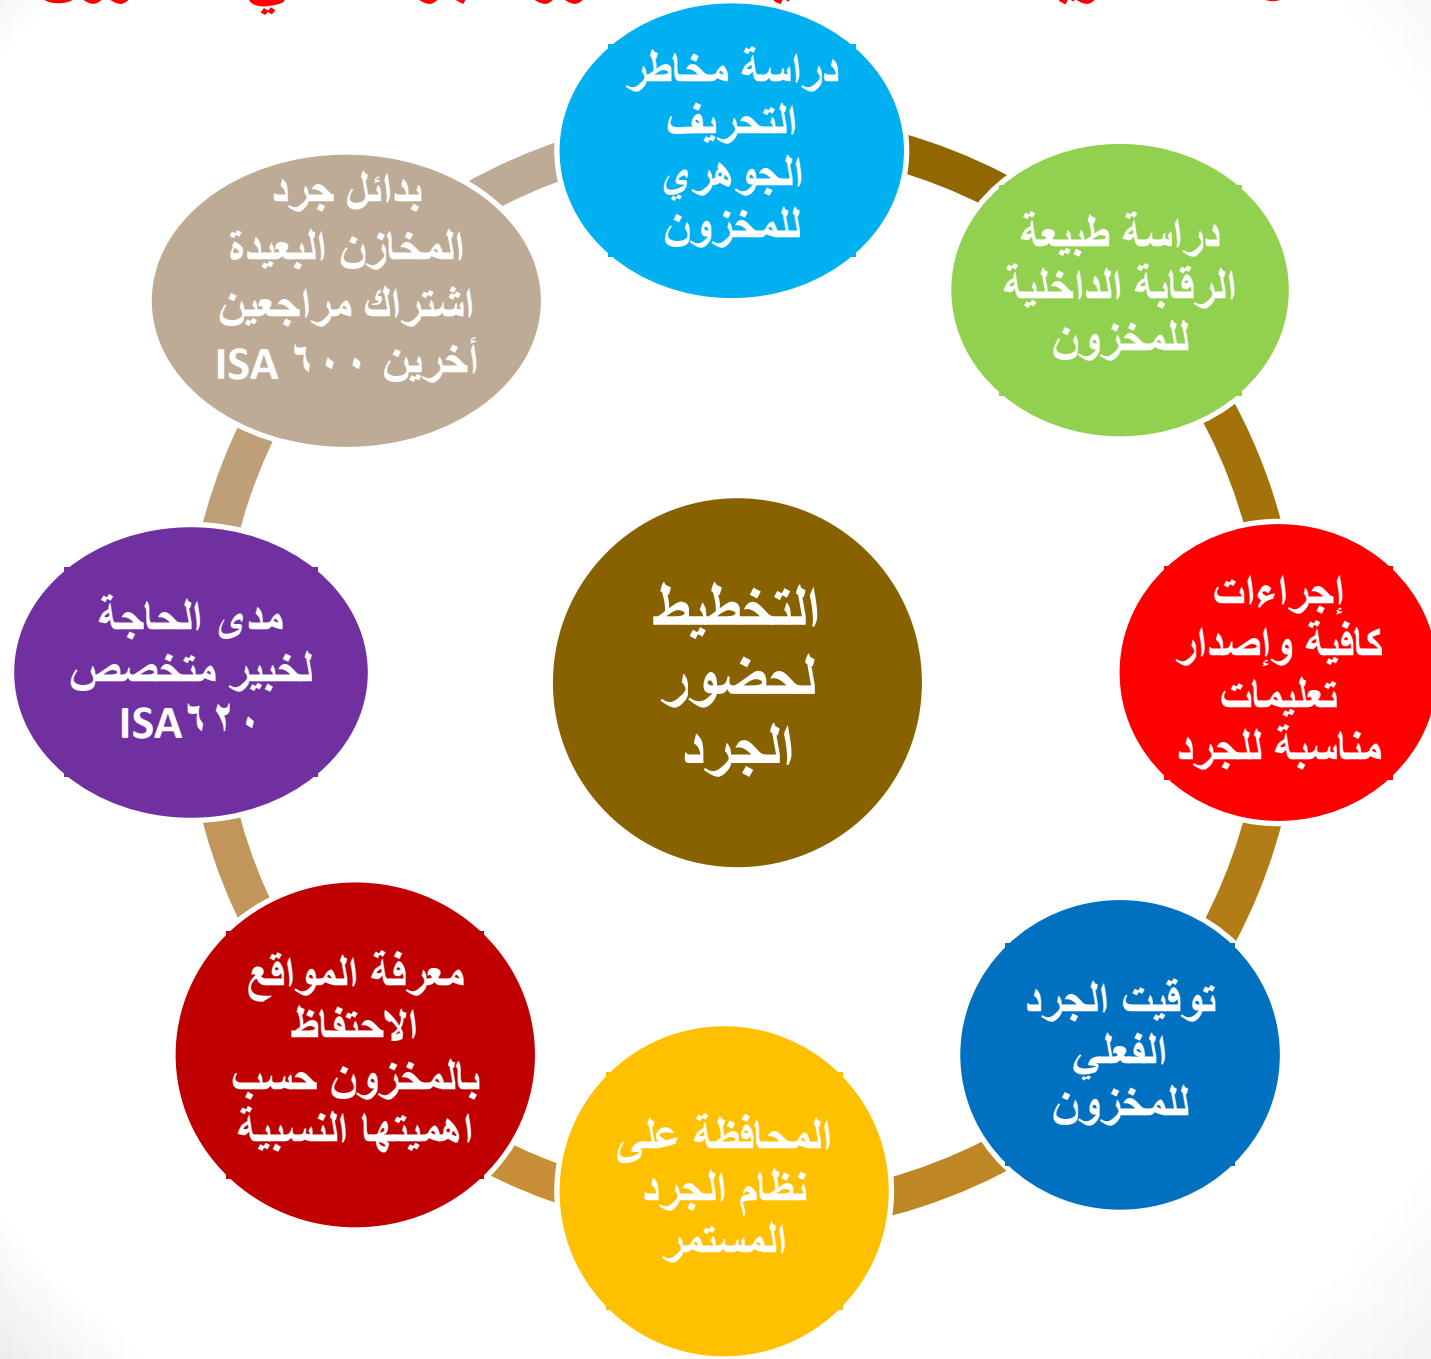 دراسة مخاطر
التحريف
الجوهري
للمخزون
دراسة طبيعة
الرقابة الداخلية
للمخزون
إجراءات
كافية وإصدار
تعليمات
مناسبة للجرد
توقيت الجرد
الفعلي
للمخزون
المحافظة على
نظام الجرد
المستمر
معرفة المواقع
الاحتفاظ
بالمخزون حسب
اهميتها النسبية
مدى الحاجة
لخبير متخصص
ISA٦٢٠
بدائل جرد
المخازن البعيدة
اشتراك مراجعين
أخرين ISA ٦٠٠
التخطيط
لحضور
الجرد